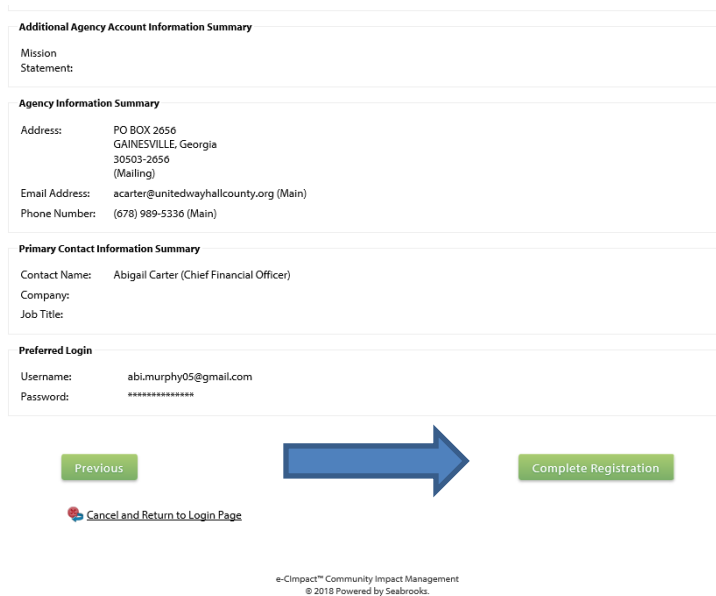 Additional Agency Account Information Summary
Mission
Statement:
Agency Information Summary
Address: PO BOX 2656
GAINESVILLE, Georgia
30503-2656
(Mailing)
Email Address: acarter@unitedwayhallcounty.org (Main)
Phone Number: (678) 989-5336 (Main)
Primary Contact Information Summary
Contact Name: Abigail Carter (Chief Financial Officer)
Company:
Job Title:
Preferred Login
Username: abi.murphy05@gmail.com
Password: **************
Previous Complete Registration
Cancel and Return to Login Page
e-CImpact™ Community Impact Management
© 2018 Powered by Seabrooks.